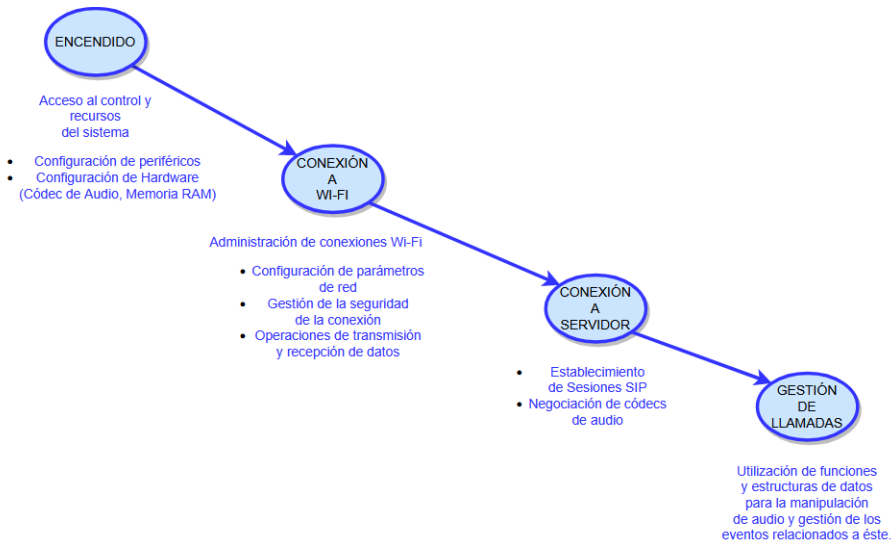 ENCENDIDO
Acceso al control y
recursos
del sistema
• Configuración de periféricos
• Configuración de Hardware
(Códec de Audio, Memoria RAM)
CONEXIÓN
A
WI-FI
Administración de conexiones Wi-Fi
• Configuración de parámetros
de red
• Gestión de la seguridad
de la conexión
• Operaciones de transmisión
y recepción de datos
CONEXIÓN
A
SERVIDOR
• Establecimiento
de Sesiones SIP
• Negociación de códecs
de audio
GESTIÓN
DE
LLAMADAS
Utilización de funciones
y estructuras de datos
para la manipulación
de audio y gestión de los
eventos relacionados a éste.